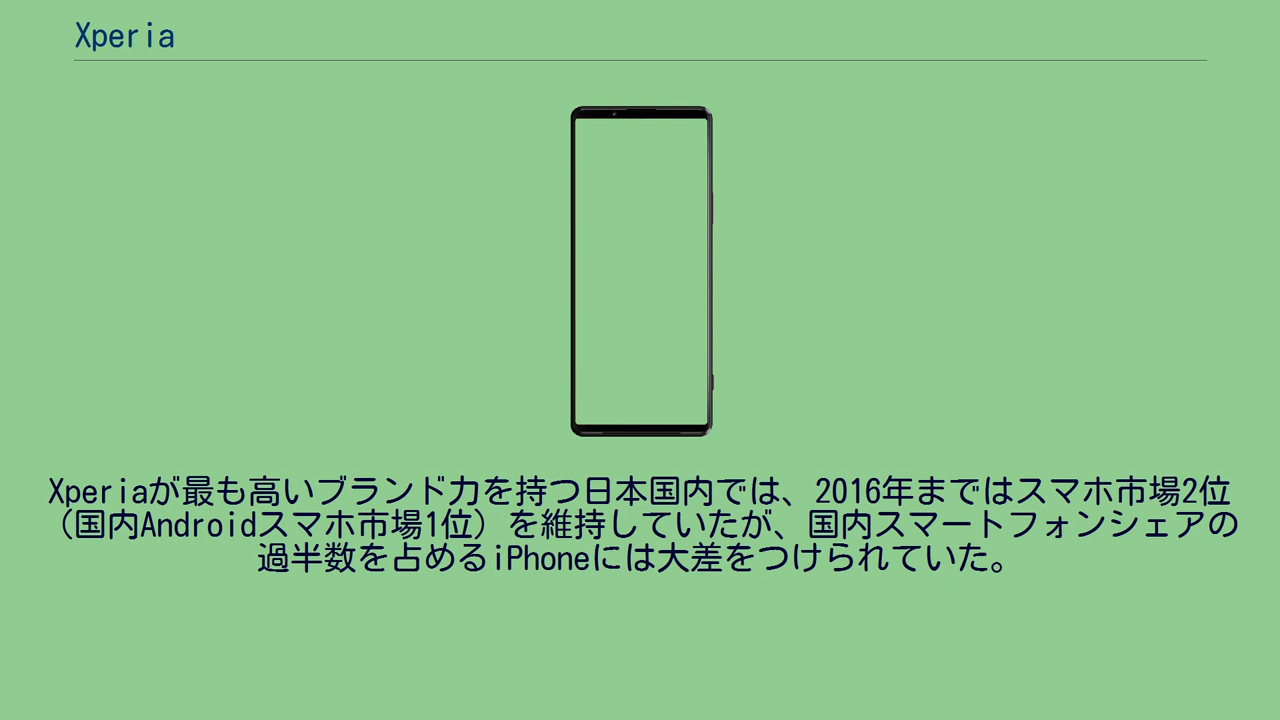 Xperia
Xperiaが最も高いブランド力を持つ日本国内では、2016年まではスマホ市場2位
（国内Androidスマホ市場1位）を維持していたが、国内スマートフォンシェアの
過半数を占めるiPhoneには大差をつけられていた。